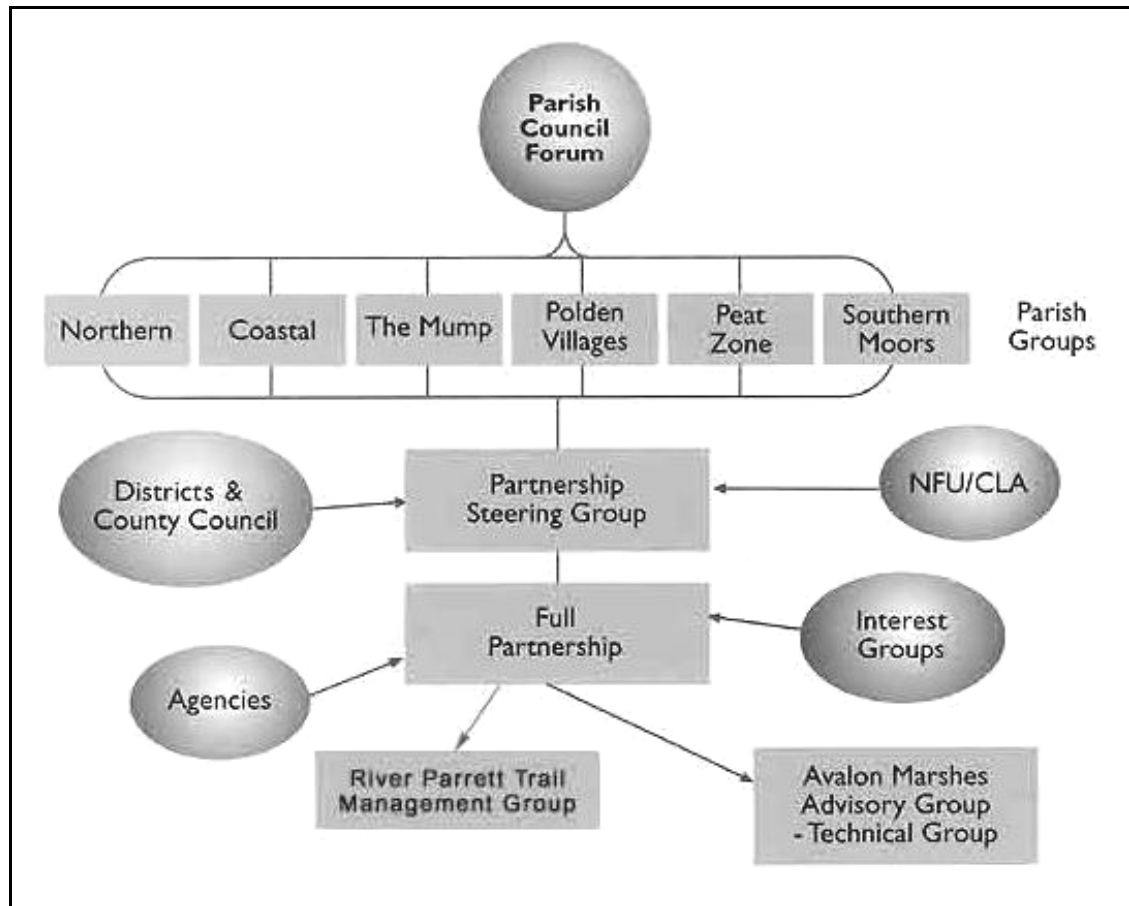 Parish
Council
Forum
Northern
Coastal
The Mump
Polden
Villages
Peat
Zone
Southern
Moors
Parish
Groups
Districts &
County Council
Partnership
Steering Group
NFU/CLA
Full
Partnership
Interest
Groups
Agencies
River Parrett Trail
Management Group
Avalon Marshes
Advisory Group
- Technical Group